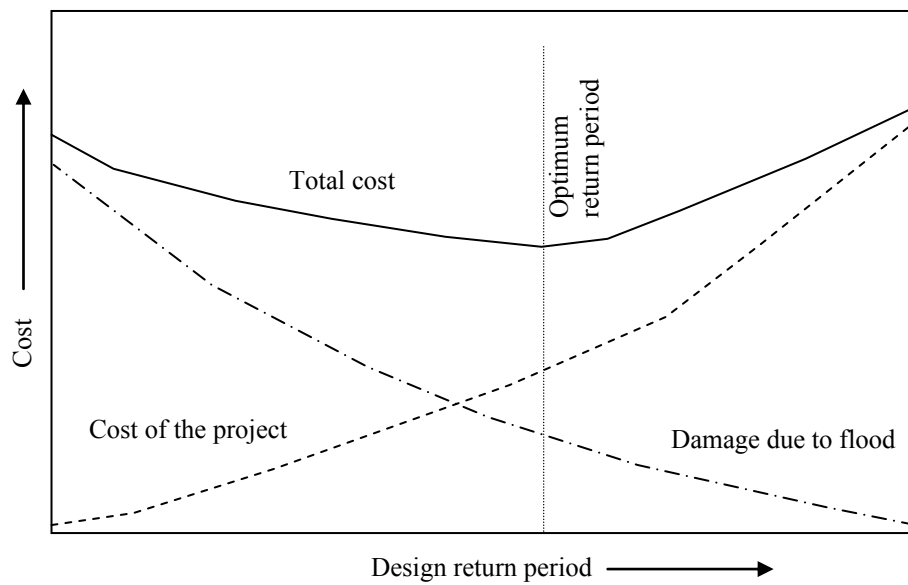 Optimum
return period
Total cost
Cost
Cost of the project
Damage due to flood
Design return period